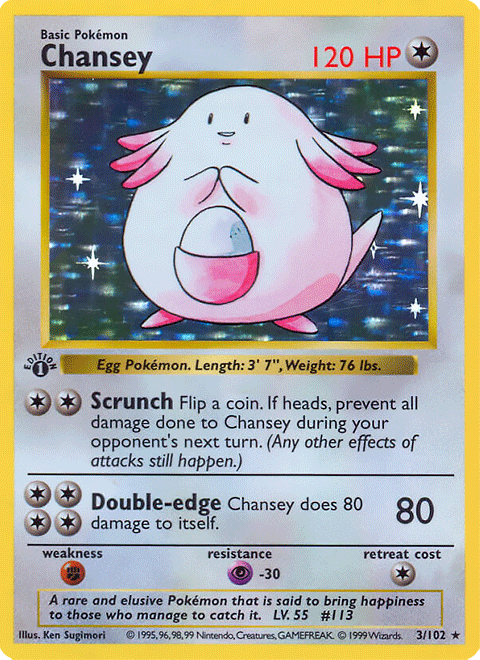 Basic Pokémon
Chansey 120 HP
EDITION
1
Egg Pokémon. Length: 3' 7", Weight: 76 lbs.
Scrunch Flip a coin. If heads, prevent all
damage done to Chansey during your
opponent's next turn. (Any other effects of
attacks still happen.)
Double-edge Chansey does 80
damage to itself.
80
weakness resistance retreat cost
-30
A rare and elusive Pokémon that is said to bring happiness
to those who manage to catch it. LV. 55 #113
Illus. Ken Sugimori © 1995, 96, 98, 99 Nintendo, Creatures, GAMEFREAK. © 1999 Wizards. 3/102 ★